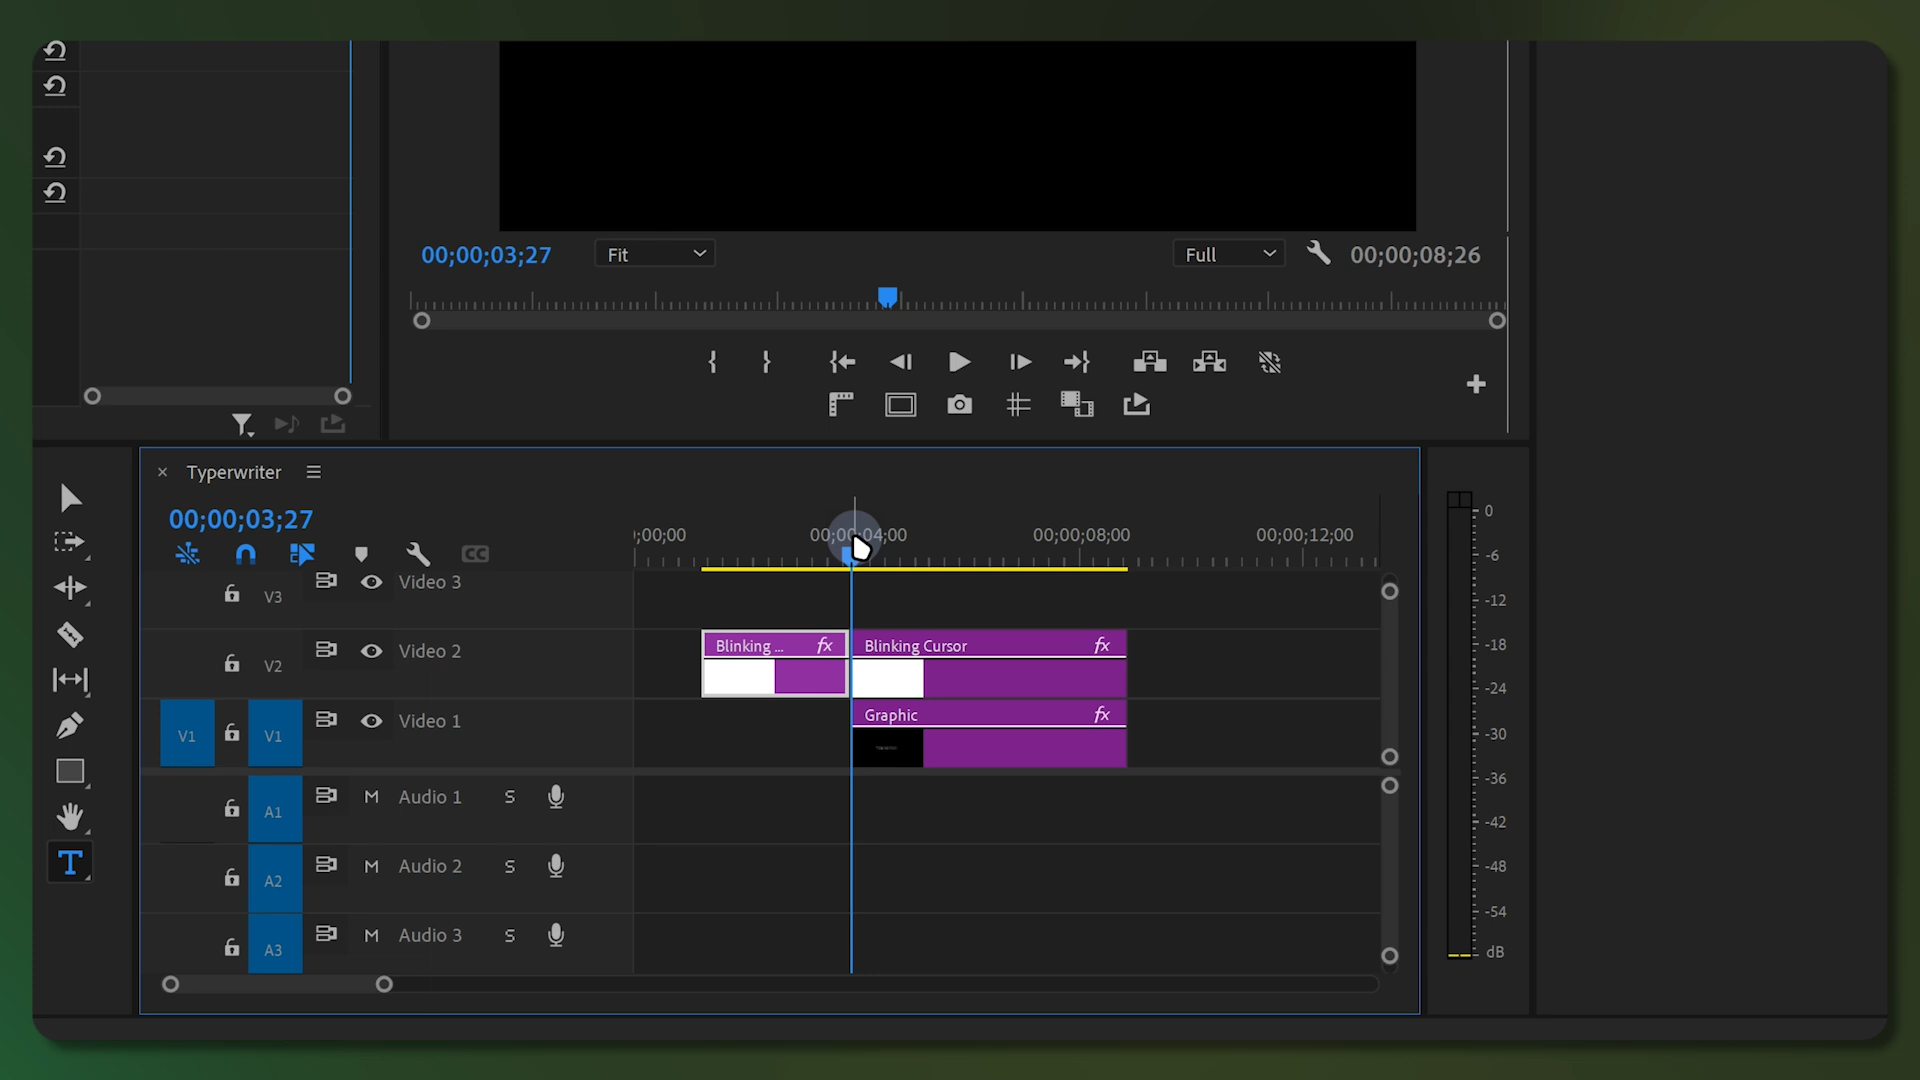 00;00;03;27
Fit
Full
00;00;08;26
Typerwriter
00;00;03;27
;00;00
00;00;04;00
00;00;08;00
00;00;12;00
CC
V3
Video 3
V2
Video 2
Blinking ...
fx
Blinking Cursor
fx
V1
V1
Video 1
Graphic
fx
A1
M
Audio 1
S
A2
M
Audio 2
S
A3
M
Audio 3
S
T
0
-6
-12
-18
-24
-30
-36
-42
-48
-54
dB